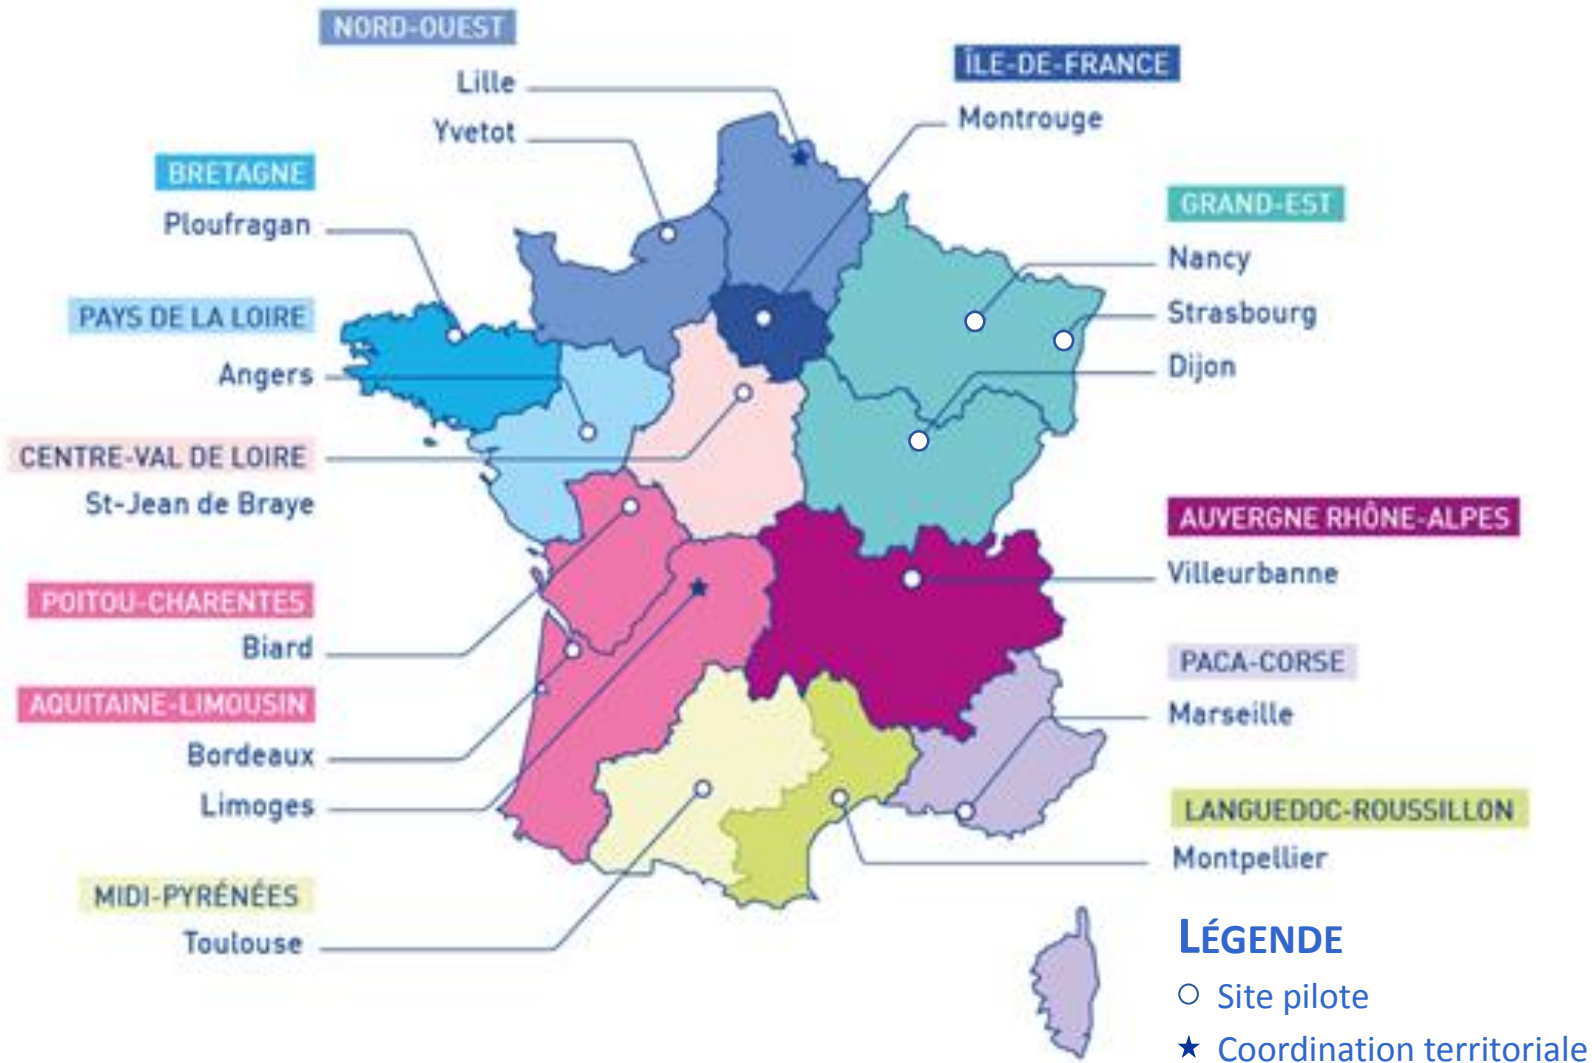 NORD-OUEST
Lille
Yvetot
BRETAGNE
Ploufragan
PAYS DE LA LOIRE
Angers
CENTRE-VAL DE LOIRE
St-Jean de Braye
POITOU-CHARENTES
Biard
AQUITAINE-LIMOUSIN
Bordeaux
Limoges
MIDI-PYRÉNÉES
Toulouse
ÎLE-DE-FRANCE
Montrouge
GRAND-EST
Nancy
Strasbourg
Dijon
AUVERGNE RHÔNE-ALPES
Villeurbanne
PACA-CORSE
Marseille
LANGUEDOC-ROUSSILLON
Montpellier
LÉGENDE
Site pilote
Coordination territoriale